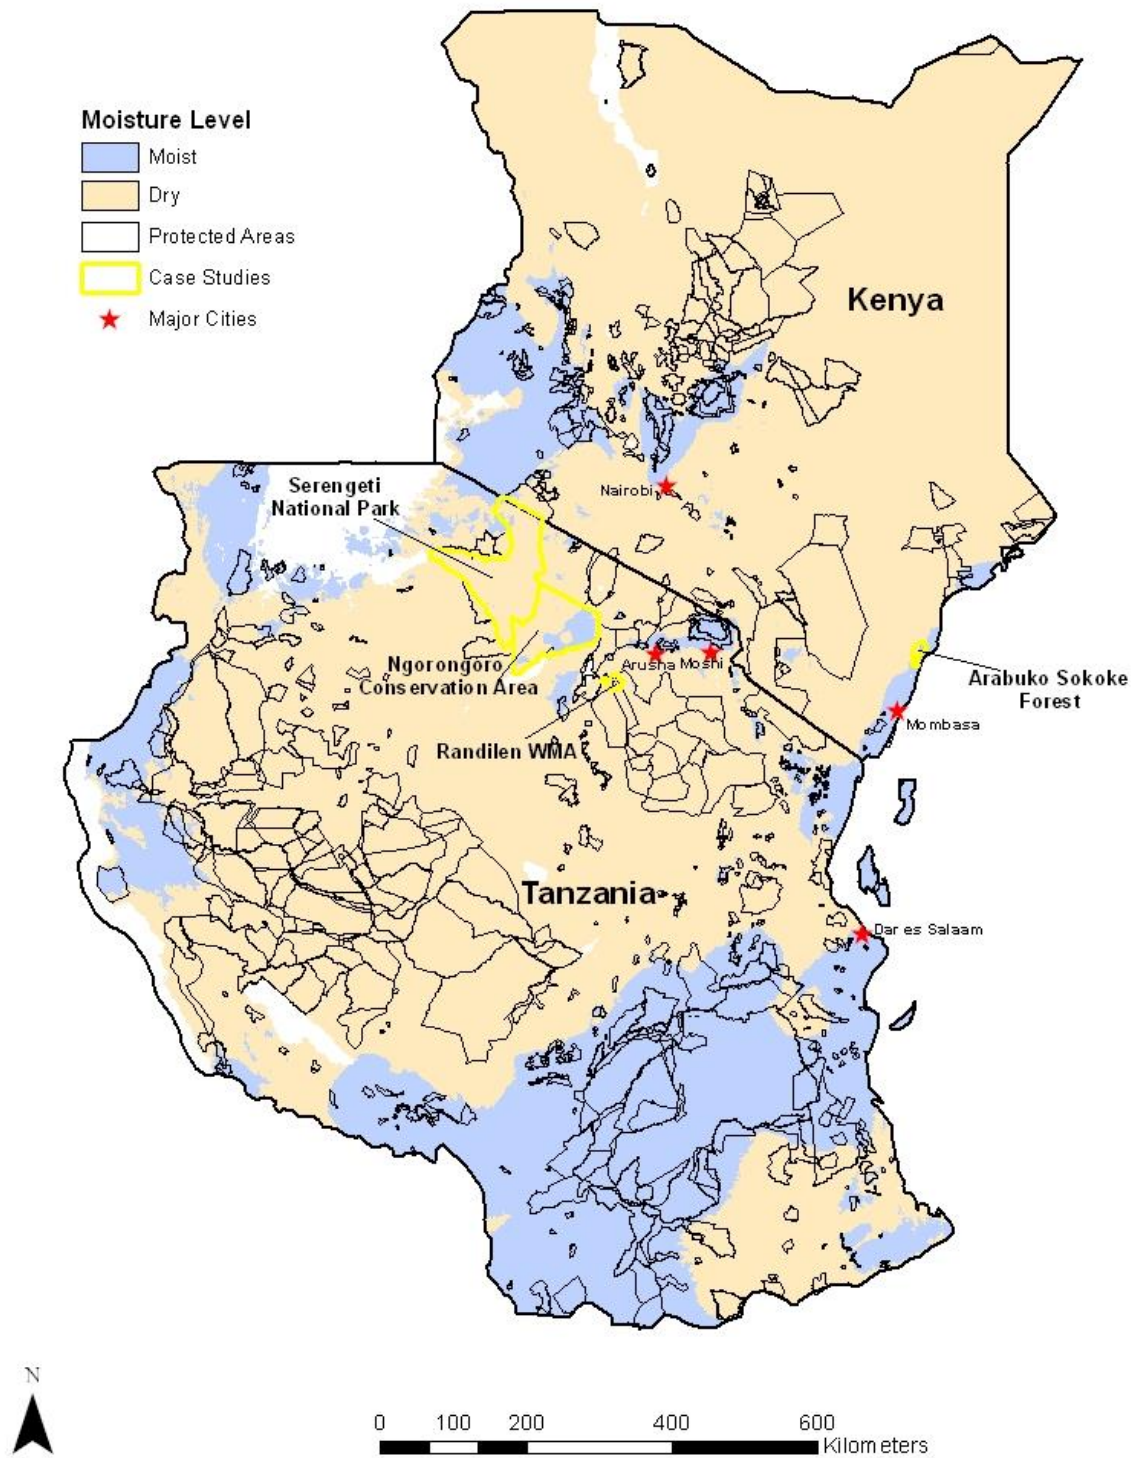 Moisture Level
Moist
Dry
Protected Areas
Case Studies
Major Cities
Kenya
Serengeti
National Park
Nairobi
Ngorongoro
Conservation Area
Arusha Moshi
Arabuko Sokoke
Forest
Mombasa
Randilen WMA
Tanzania
Dar es Salaam
N
0 100 200 400 600
Kilometers